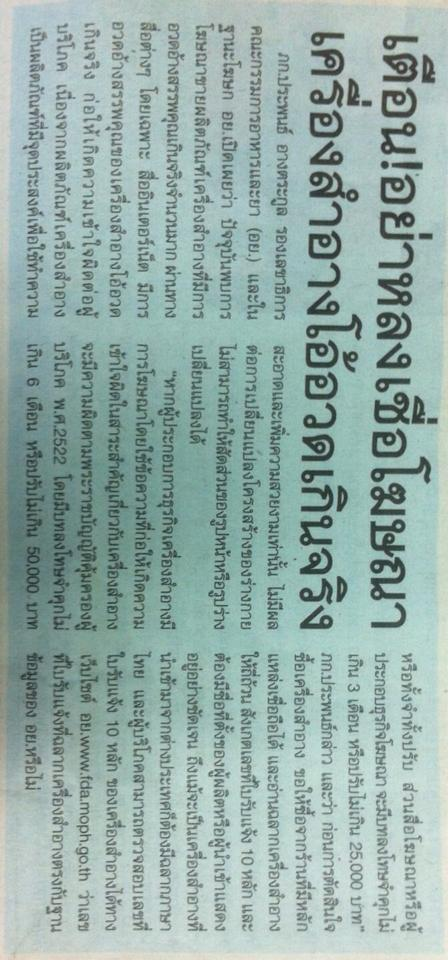 เตือน!อย่าหลงเชื่อโฆษณา
เครื่องสำอางโอ้อวดเกินจริง
ภก.ประพนธ์ อางตระกูล รองเลขาธิการ
คณะกรรมการอาหารและยา (อย.) และใน
ฐานะโฆษก อย.เปิดเผยว่า ปัจจุบันพบการ
โฆษณาขายผลิตภัณฑ์เครื่องสำอางที่มีการ
อวดอ้างสรรพคุณเกินจริงจำนวนมาก ผ่านทาง
สื่อต่างๆ โดยเฉพาะ สื่ออินเตอร์เน็ต มีการ
อวดอ้างสรรพคุณของเครื่องสำอางโอ้อวด
เกินจริง ก่อให้เกิดความเข้าใจผิดต่อผู้
บริโภค เนื่องจากผลิตภัณฑ์เครื่องสำอาง
เป็นผลิตภัณฑ์ที่มีจุดประสงค์เพื่อใช้ทำความ
สะอาดและเพิ่มความสวยงามเท่านั้น ไม่มีผล
ต่อการเปลี่ยนแปลงโครงสร้างของร่างกาย
ไม่สามารถทำให้สัดส่วนของรูปหน้าหรือรูปร่าง
เปลี่ยนแปลงได้
"หากผู้ประกอบการธุรกิจเครื่องสำอางมี
การโฆษณาโดยใช้ข้อความที่ก่อให้เกิดความ
เข้าใจผิดในสาระสำคัญเกี่ยวกับเครื่องสำอาง
จะมีความผิดตามพระราชบัญญัติคุ้มครองผู้
บริโภค พ.ศ.2522 โดยมีบทลงโทษจำคุกไม่
เกิน 6 เดือน หรือปรับไม่เกิน 50,000 บาท
หรือทั้งจำทั้งปรับ ส่วนสื่อโฆษณาหรือผู้
ประกอบธุรกิจโฆษณา จะมีบทลงโทษจำคุกไม่
เกิน 3 เดือน หรือปรับไม่เกิน 25,000 บาท"
ภก.ประพนธ์กล่าว และว่า ก่อนการตัดสินใจ
ซื้อเครื่องสำอาง ขอให้ซื้อจากร้านที่มีหลัก
แหล่งเชื่อถือได้ และอ่านฉลากเครื่องสำอาง
ให้ถี่ถ้วน สังเกตเลขที่ใบรับแจ้ง 10 หลัก และ
ต้องมีชื่อที่ตั้งของผู้ผลิตหรือผู้นำเข้าแสดง
อยู่อย่างชัดเจน ถึงแม้จะเป็นเครื่องสำอางที่
นำเข้ามาจากต่างประเทศก็ต้องมีฉลากภาษา
ไทย และผู้บริโภคสามารถตรวจสอบเลขที่
ใบรับแจ้ง 10 หลัก ของเครื่องสำอางได้ทาง
เว็บไซต์ อย.www.fda.moph.go.th ว่าเลข
ที่ใบรับแจ้งที่ฉลากเครื่องสำอางตรงกับฐาน
ข้อมูลของ อย.หรือไม่